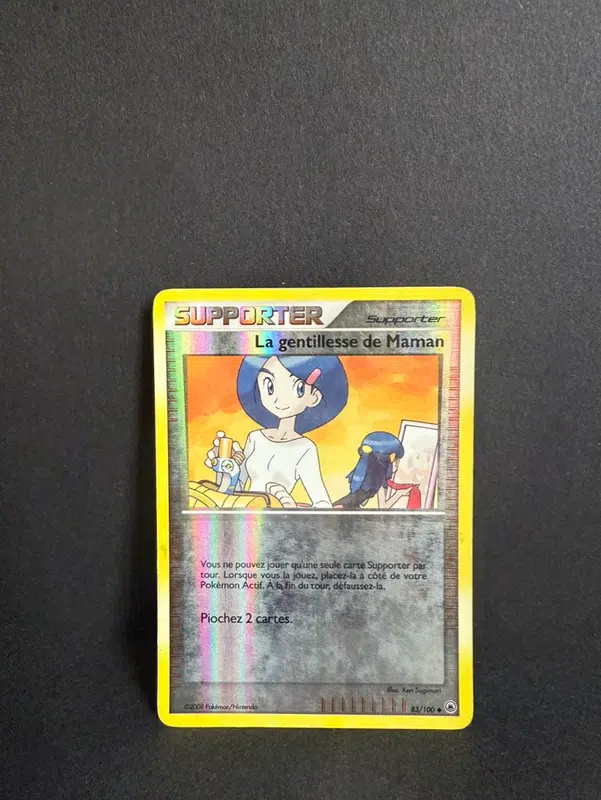 SUPPORTER Supporter
La gentillesse de Maman
Vous ne pouvez jouer qu'une seule carte Supporter par
tour. Lorsque vous la jouez, placez-la à côté de votre
Pokémon Actif. A la fin du tour, défaussez-la.
Piochez 2 cartes.
Illus. Ken Sugimori
©2008 Pokémon/Nintendo 83/100